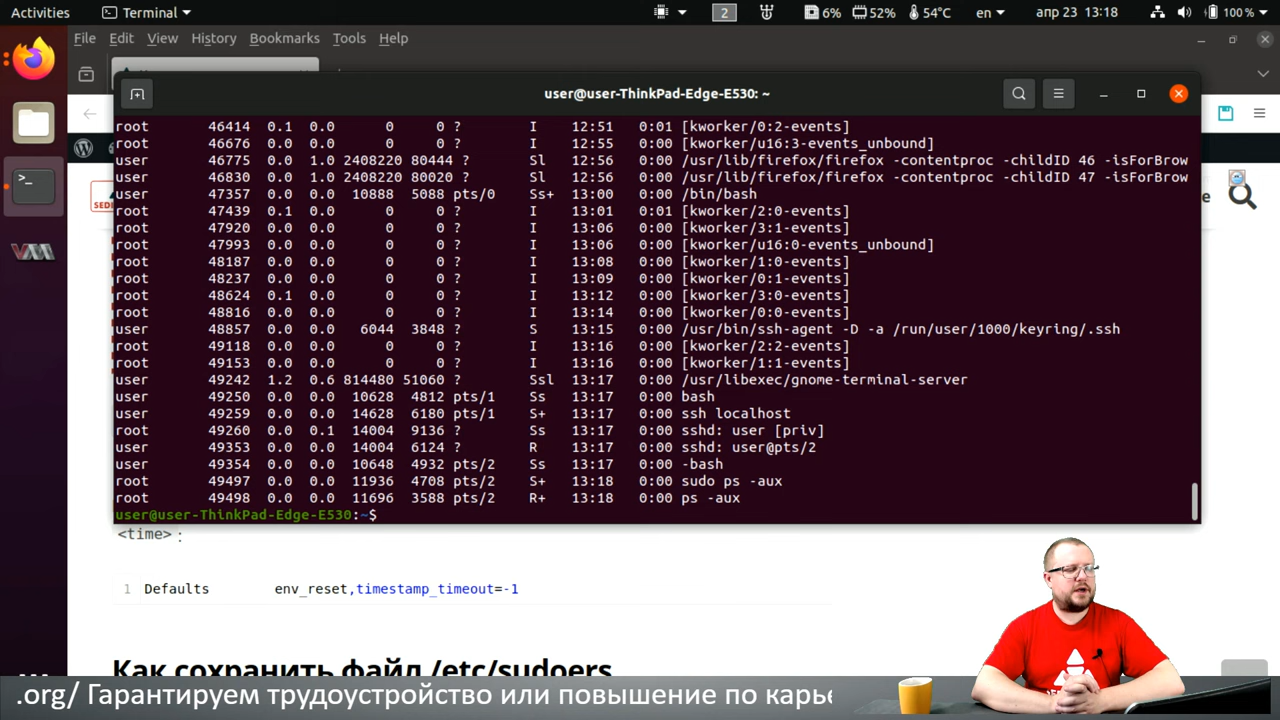 Activities Terminal 2 6% 52% 54°C en апр 23 13:18 100 %
File Edit View History Bookmarks Tools Help
user@user-ThinkPad-Edge-E530: ~
root 46414 0.1 0.0 0 0 ? I 12:51 0:01 [kworker/0:2-events]
root 46676 0.0 0.0 0 0 ? I 12:55 0:00 [kworker/u16:3-events_unbound]
user 46775 0.0 1.0 2408220 80444 ? Sl 12:56 0:00 /usr/lib/firefox/firefox -contentproc -childID 46 -isForBrow
user 46830 0.0 1.0 2408220 80020 ? Sl 12:56 0:00 /usr/lib/firefox/firefox -contentproc -childID 47 -isForBrow
user 47357 0.0 0.0 10888 5088 pts/0 Ss+ 13:00 0:00 /bin/bash
root 47439 0.1 0.0 0 0 ? I 13:01 0:01 [kworker/2:0-events]
root 47920 0.0 0.0 0 0 ? I 13:06 0:00 [kworker/3:1-events]
root 47993 0.0 0.0 0 0 ? I 13:06 0:00 [kworker/u16:0-events_unbound]
root 48187 0.0 0.0 0 0 ? I 13:08 0:00 [kworker/1:0-events]
root 48237 0.0 0.0 0 0 ? I 13:09 0:00 [kworker/0:1-events]
root 48624 0.1 0.0 0 0 ? I 13:12 0:00 [kworker/3:0-events]
root 48816 0.0 0.0 0 0 ? I 13:14 0:00 [kworker/0:0-events]
user 48857 0.0 0.0 6044 3848 ? S 13:15 0:00 /usr/bin/ssh-agent -D -a /run/user/1000/keyring/.ssh
root 49118 0.0 0.0 0 0 ? I 13:16 0:00 [kworker/2:2-events]
root 49153 0.0 0.0 0 0 ? I 13:16 0:00 [kworker/1:1-events]
user 49242 1.2 0.6 814480 51060 ? Ssl 13:17 0:00 /usr/libexec/gnome-terminal-server
user 49250 0.0 0.0 10628 4812 pts/1 Ss 13:17 0:00 bash
user 49259 0.0 0.0 14628 6180 pts/1 S+ 13:17 0:00 ssh localhost
root 49260 0.0 0.1 14004 9136 ? Ss 13:17 0:00 sshd: user [priv]
user 49353 0.0 0.0 14004 6124 ? R 13:17 0:00 sshd: user@pts/2
user 49354 0.0 0.0 10648 4932 pts/2 Ss 13:17 0:00 -bash
root 49497 0.0 0.0 11936 4708 pts/2 S+ 13:18 0:00 sudo ps -aux
root 49498 0.0 0.0 11696 3588 pts/2 R+ 13:18 0:00 ps -aux
user@user-ThinkPad-Edge-E530:~$
<time> :
1 Defaults env_reset,timestamp_timeout=-1
Как сохранить файл /etc/sudoers
.org/ Гарантируем трудоустройство или повышение по карье